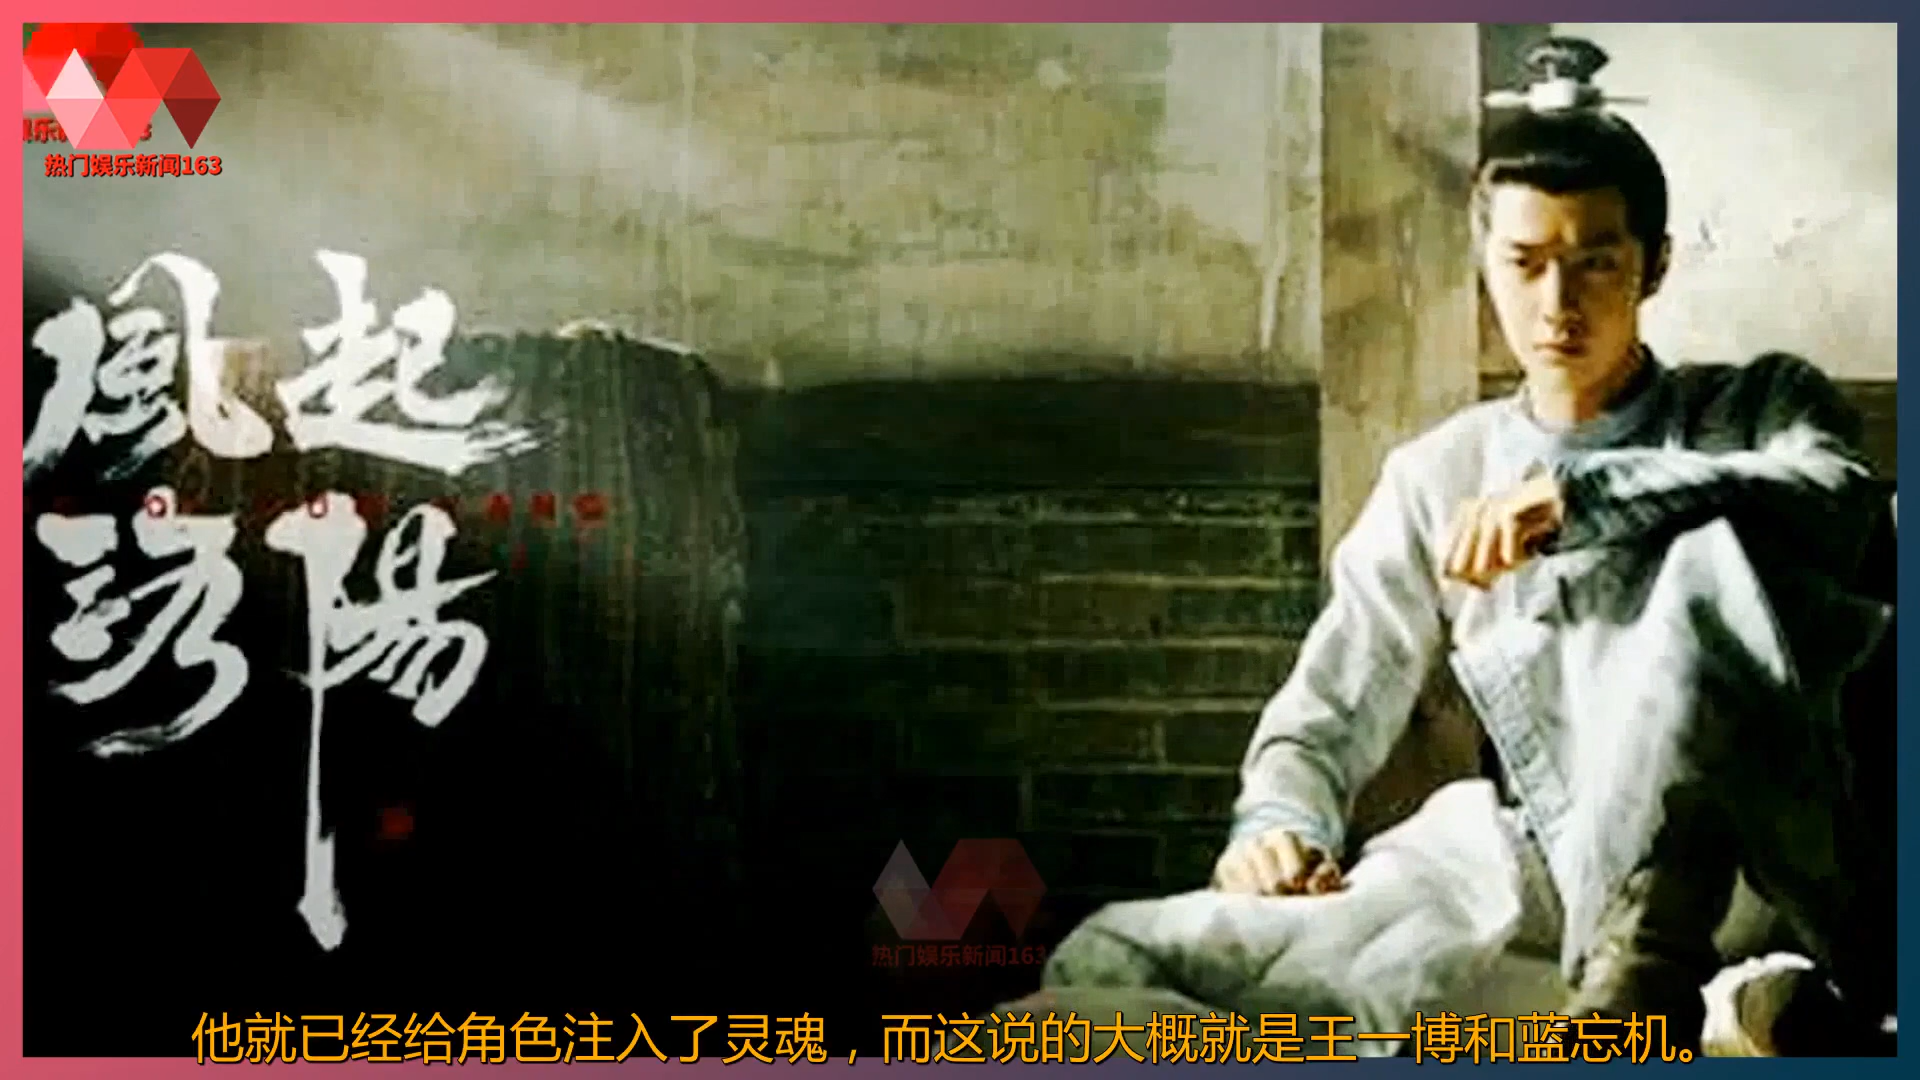 热门娱乐新闻163
風起
洛陽
热门娱乐新闻163
他就已经给角色注入了灵魂，而这说的大概就是王一博和蓝忘机。